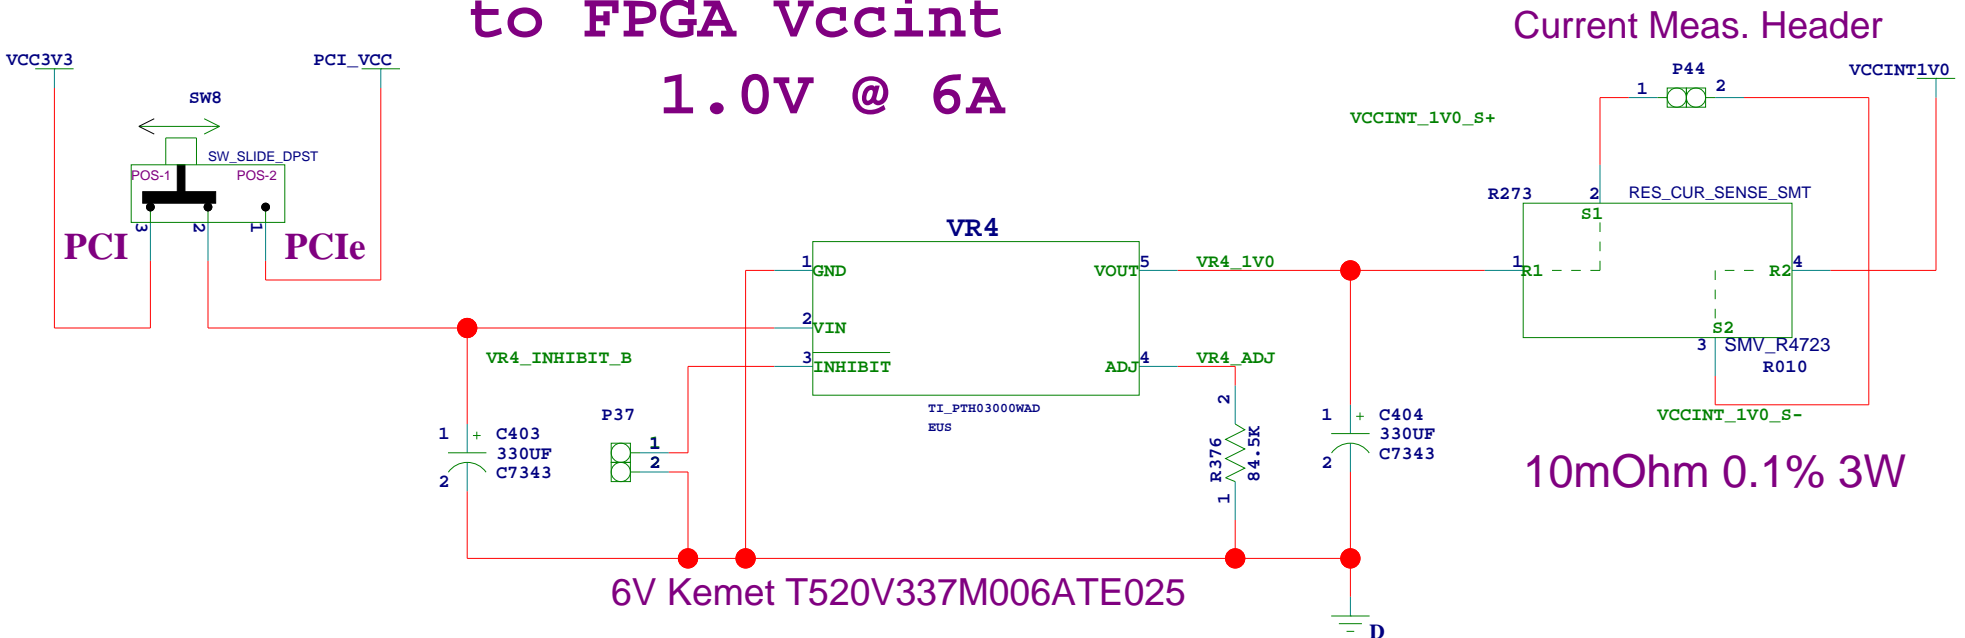 to FPGA Vccint
1.0V @ 6A
Current Meas. Header
VCC3V3
PCI_VCC
SW8
SW_SLIDE_DPST
POS-1
POS-2
3
2
1
PCI
PCIe
P44
1
2
VCCINT1V0
VCCINT_1V0_S+
R273
2
RES_CUR_SENSE_SMT
S1
1
R1
R2
4
S2
3
SMV_R4723
R010
VCCINT_1V0_S-
10mOhm 0.1% 3W
VR4
1
GND
VOUT
5
VR4_1V0
2
VIN
VR4_INHIBIT_B
3
INHIBIT
ADJ
4
VR4_ADJ
TI_PTH03000WAD
EUS
P37
1
2
1
+
C403
330UF
C7343
2
2
R376
84.5K
1
1
+
C404
330UF
C7343
2
6V Kemet T520V337M006ATE025
D